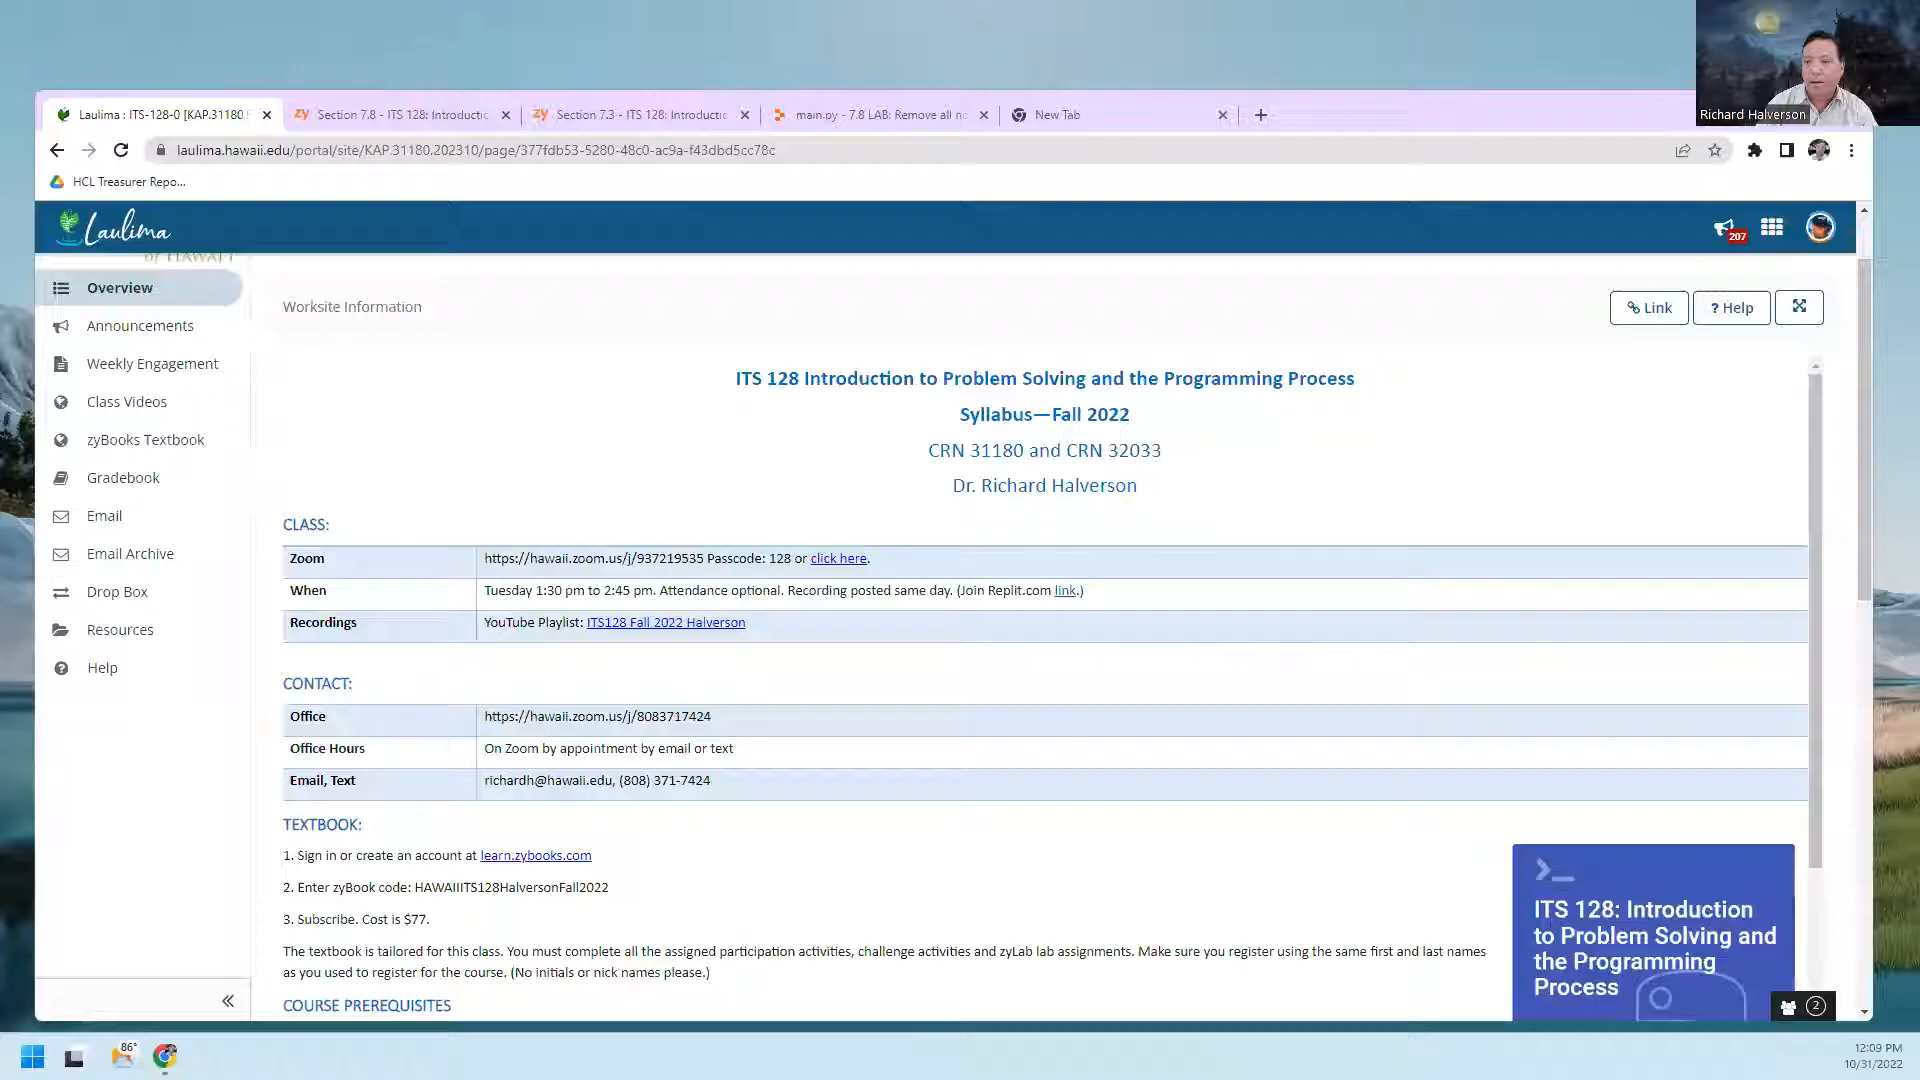 Richard Halverson
Laulima : ITS-128-0 [KAP.31180.F
Section 7.8 - ITS 128: Introductic
Section 7.3 - ITS 128: Introductic
main.py - 7.8 LAB: Remove all no
New Tab
laulima.hawaii.edu/portal/site/KAP.31180.202310/page/377fdb53-5280-48c0-ac9a-f43dbd5cc78c
HCL Treasurer Repo...
Laulima
207
of HAWAI'I
Overview
Announcements
Weekly Engagement
Class Videos
zyBooks Textbook
Gradebook
Email
Email Archive
Drop Box
Resources
Help
Worksite Information
Link
? Help
ITS 128 Introduction to Problem Solving and the Programming Process
Syllabus—Fall 2022
CRN 31180 and CRN 32033
Dr. Richard Halverson
CLASS:
Zoom https://hawaii.zoom.us/j/937219535 Passcode: 128 or click here.
When Tuesday 1:30 pm to 2:45 pm. Attendance optional. Recording posted same day. (Join Replit.com link.)
Recordings YouTube Playlist: ITS128 Fall 2022 Halverson
CONTACT:
Office https://hawaii.zoom.us/j/8083717424
Office Hours On Zoom by appointment by email or text
Email, Text richardh@hawaii.edu, (808) 371-7424
TEXTBOOK:
1. Sign in or create an account at learn.zybooks.com
2. Enter zyBook code: HAWAIIITS128HalversonFall2022
3. Subscribe. Cost is $77.
The textbook is tailored for this class. You must complete all the assigned participation activities, challenge activities and zyLab lab assignments. Make sure you register using the same first and last names
as you used to register for the course. (No initials or nick names please.)
COURSE PREREQUISITES
ITS 128: Introduction
to Problem Solving and
the Programming
Process
2
86°
12:09 PM
10/31/2022